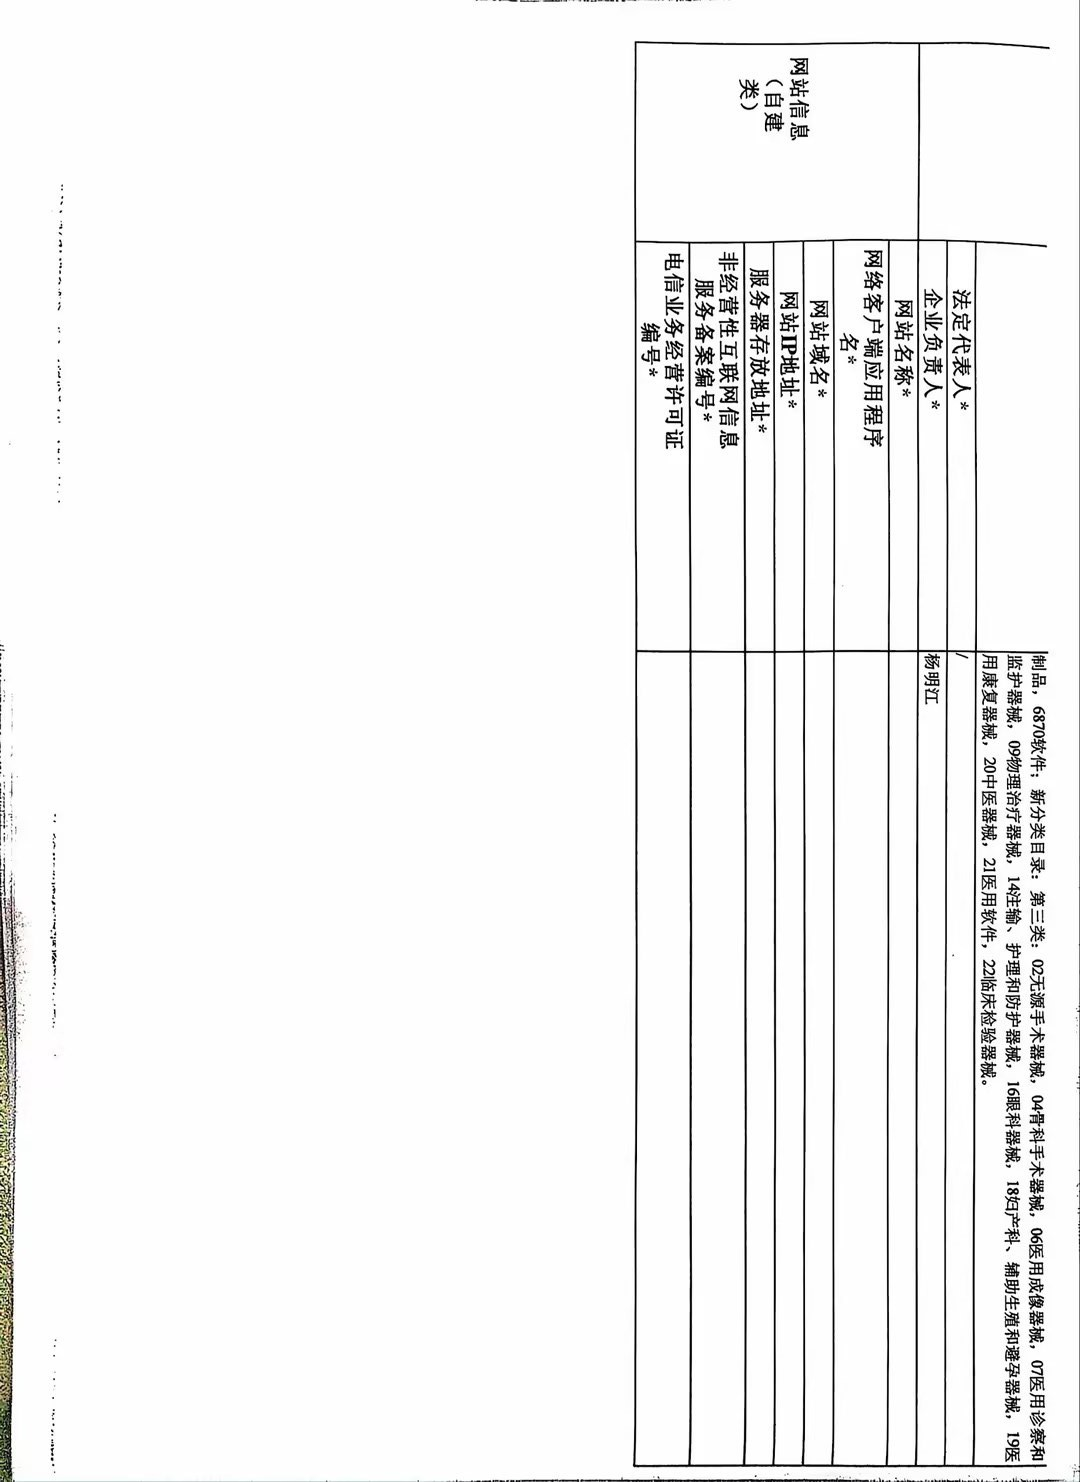 制品，6870软件；新分类目录：第三类：02无源手术器械，04骨科手术器械，06医用成像器械，07医用诊察和
监护器械，09物理治疗器械，14注输、护理和防护器械，16眼科器械，18妇产科、辅助生殖和避孕器械，19医
用康复器械，20中医器械，21医用软件，22临床检验器械。
法定代表人*
/
企业负责人*
杨明江
网站信息
（自建
类）
网站名称*
网络客户端应用程序
名*
网站域名*
网站IP地址*
服务器存放地址*
非经营性互联网信息
服务备案编号*
电信业务经营许可证
编号*